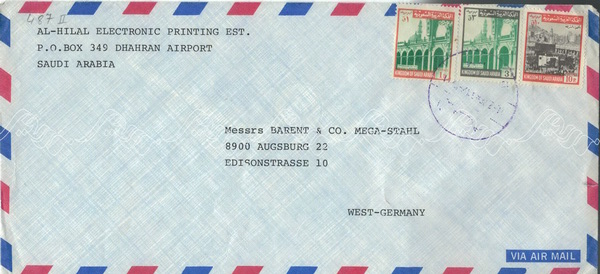 487 II
AL-HILAL ELECTRONIC PRINTING EST.
P.O.BOX 349 DHAHRAN AIRPORT
SAUDI ARABIA
KINGDOM OF SAUDI ARABIA
KINGDOM OF SAUDI ARABIA
KINGDOM OF SAUDI ARABIA
Messrs BARENT & CO. MECA-STAHL
8900 AUGSBURG 22
EDISONSTRASSE 10
WEST-GERMANY
VIA AIR MAIL